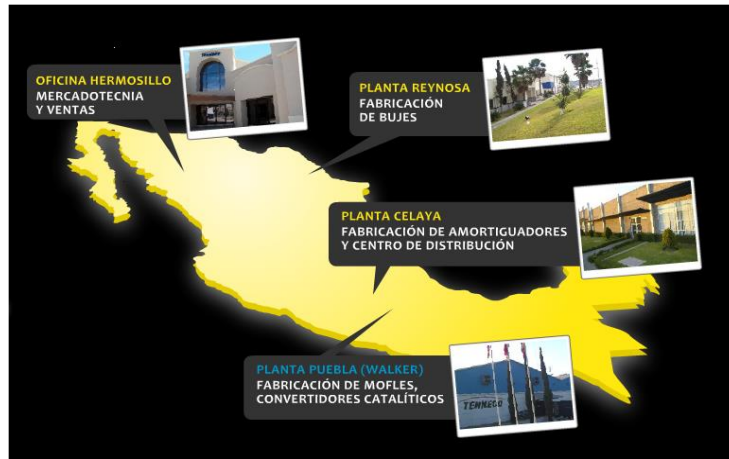 OFICINA HERMOSILLO
MERCADOTECNIA
Y VENTAS
PLANTA REYNOSA
FABRICACIÓN
DE BUJES
PLANTA CELAYA
FABRICACIÓN DE AMORTIGUADORES
Y CENTRO DE DISTRIBUCIÓN
PLANTA PUEBLA (WALKER)
FABRICACIÓN DE MOFLES,
CONVERTIDORES CATALÍTICOS
TENNECO